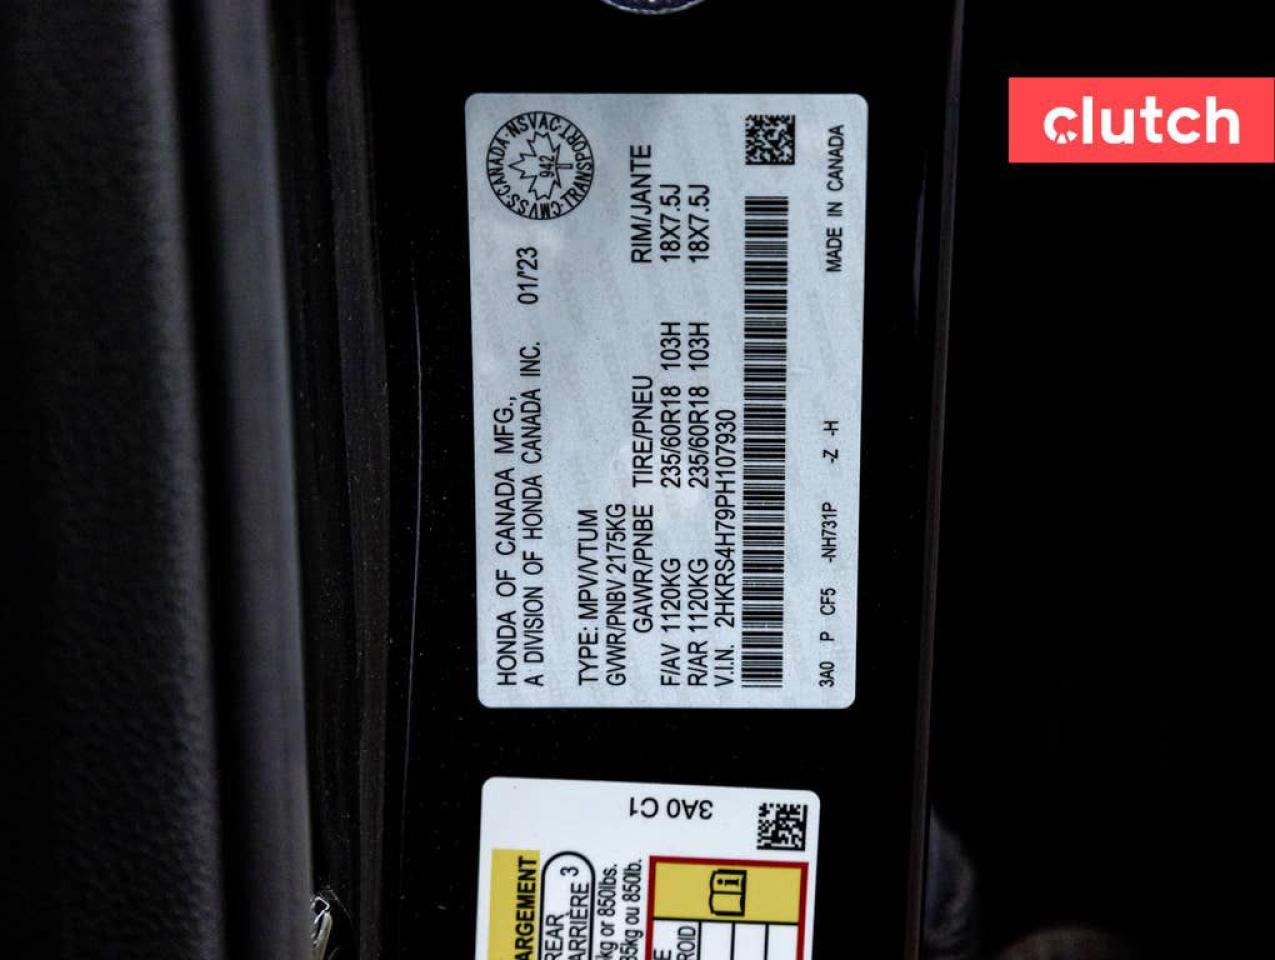 clutch
CMVSS·CANADA·NSVAC·TRANSPORT
942
HONDA OF CANADA MFG.,
A DIVISION OF HONDA CANADA INC. 01/'23
TYPE: MPV/VTUM
GVWR/PNBV 2175KG
GAWR/PNBE TIRE/PNEU RIM/JANTE
F/AV 1120KG 235/60R18 103H 18X7.5J
R/AR 1120KG 235/60R18 103H 18X7.5J
V.I.N. 2HKRS4H79PH107930
3A0 P CF5 -NH731P -Z -H MADE IN CANADA
3A0 C1
ARGEMENT
REAR
ARRIÈRE 3
kg or 850lbs.
85kg ou 850lb.